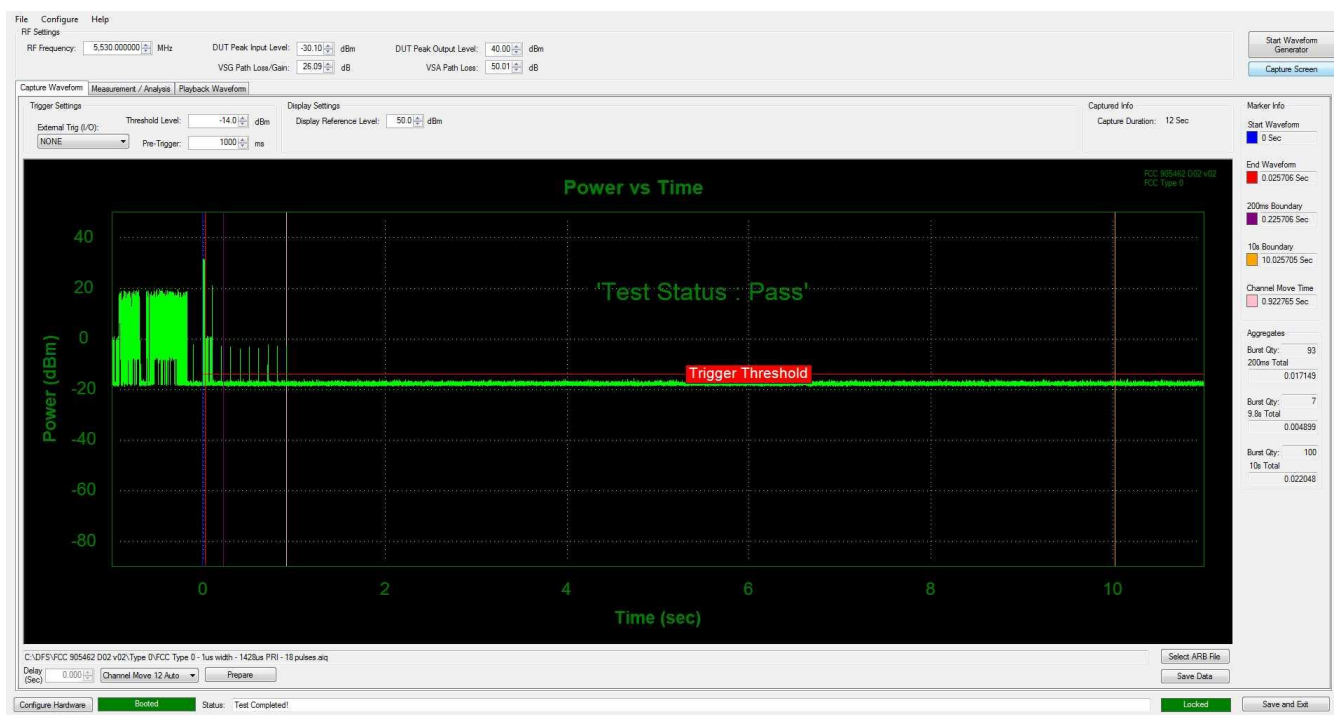 File Configure Help
RF Settings
RF Frequency: 5,530.000000 MHz DUT Peak Input Level: -30.10 dBm DUT Peak Output Level: 40.00 dBm
VSG Path Loss/Gain: 26.09 dB VSA Path Loss: 50.01 dB
Start Waveform Generator
Capture Screen
Capture Waveform Measurement / Analysis Playback Waveform
Trigger Settings
External Trig (I/O): Threshold Level: -14.0 dBm
NONE Pre-Trigger: 1000 ms
Display Settings
Display Reference Level: 50.0 dBm
Captured Info
Capture Duration: 12 Sec
Power vs Time
FCC 905462 D02 v02
FCC Type 0
'Test Status : Pass'
Trigger Threshold
Power (dBm)
40
20
0
-20
-40
-60
-80
0 2 4 6 8 10
Time (sec)
Marker Info
Start Waveform
0 Sec
End Waveform
0.025706 Sec
200ms Boundary
0.225706 Sec
10s Boundary
10.025705 Sec
Channel Move Time
0.922765 Sec
Aggregates
Burst Qty: 93
200ms Total
0.017149
Burst Qty: 7
9.8s Total
0.004899
Burst Qty: 100
10s Total
0.022048
C:\DFS\FCC 905462 D02 v02\Type 0\FCC Type 0 - 1us width - 1428us PRI - 18 pulses.aiq
Select ARB File
Delay (Sec) 0.000 Channel Move 12 Auto Prepare
Save Data
Configure Hardware Booted Status: Test Completed! Locked Save and Exit